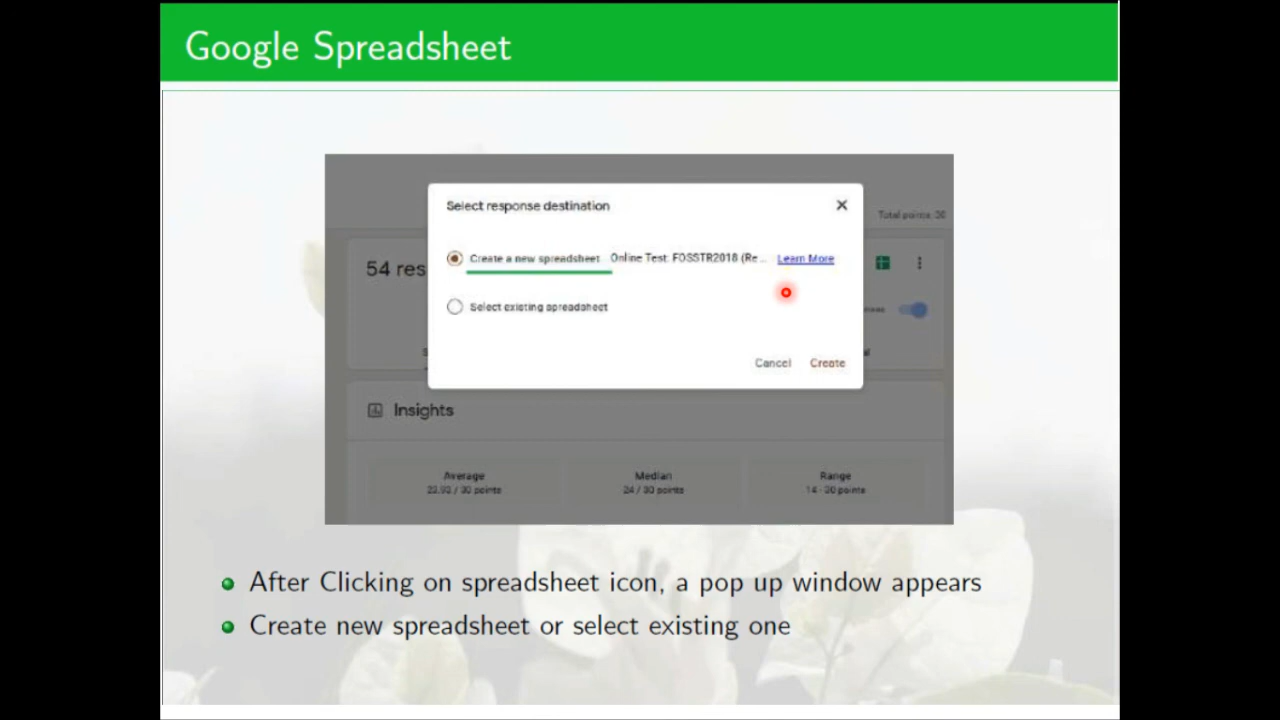 Google Spreadsheet
Select response destination
Total points: 30
Create a new spreadsheet Online Test: FOSSTR2018 (Re... Learn More
54 res
Select existing spreadsheet
Cancel Create
Insights
Average Median Range
/ 30 points 24 / 30 points points
After Clicking on spreadsheet icon, a pop up window appears
Create new spreadsheet or select existing one